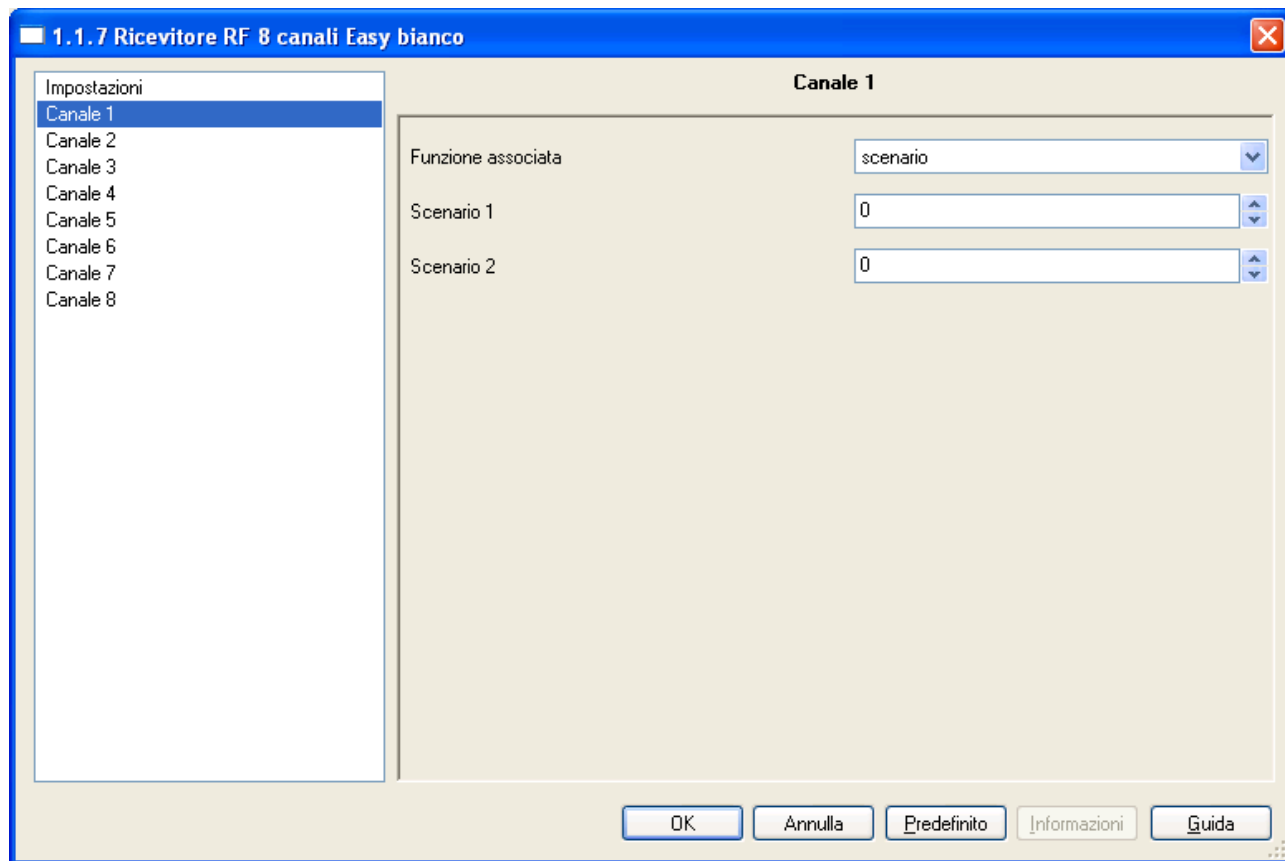 1.1.7 Ricevitore RF 8 canali Easy bianco
Impostazioni
Canale 1
Canale 2
Canale 3
Canale 4
Canale 5
Canale 6
Canale 7
Canale 8
Canale 1
Funzione associata
scenario
Scenario 1
0
Scenario 2
0
OK
Annulla
Predefinito
Informazioni
Guida